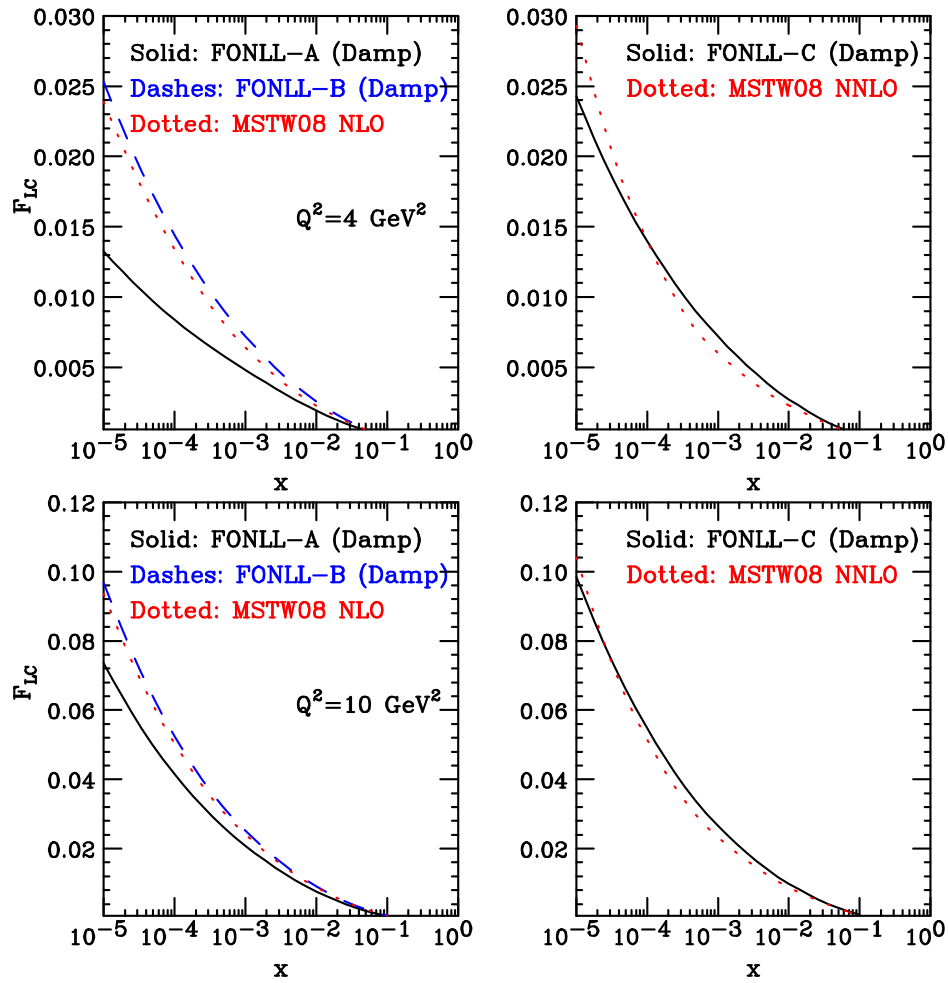 Solid: FONLL-A (Damp)
Dashes: FONLL-B (Damp)
Dotted: MSTW08 NLO
Q²=4 GeV²
F_LC
0.030
0.025
0.020
0.015
0.010
0.005
10⁻⁵ 10⁻⁴ 10⁻³ 10⁻² 10⁻¹ 10⁰
x
Solid: FONLL-C (Damp)
Dotted: MSTW08 NNLO
0.030
0.025
0.020
0.015
0.010
0.005
10⁻⁵ 10⁻⁴ 10⁻³ 10⁻² 10⁻¹ 10⁰
x
Solid: FONLL-A (Damp)
Dashes: FONLL-B (Damp)
Dotted: MSTW08 NLO
Q²=10 GeV²
F_LC
0.12
0.10
0.08
0.06
0.04
0.02
10⁻⁵ 10⁻⁴ 10⁻³ 10⁻² 10⁻¹ 10⁰
x
Solid: FONLL-C (Damp)
Dotted: MSTW08 NNLO
0.12
0.10
0.08
0.06
0.04
0.02
10⁻⁵ 10⁻⁴ 10⁻³ 10⁻² 10⁻¹ 10⁰
x